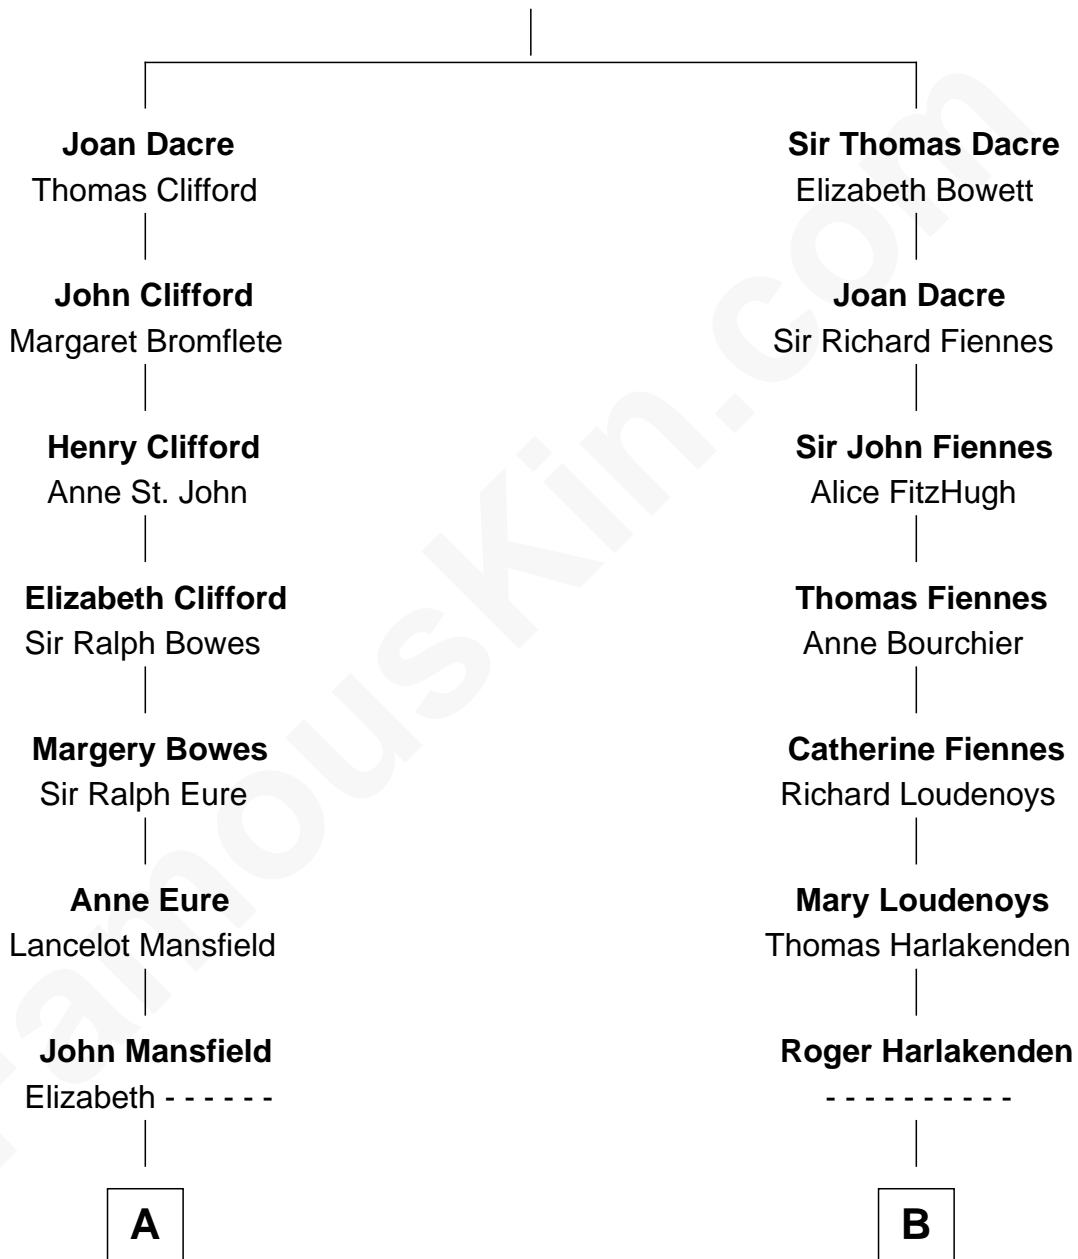 Joan Dacre
Thomas Clifford
John Clifford
Margaret Bromflete
Henry Clifford
Anne St. John
Elizabeth Clifford
Sir Ralph Bowes
Margery Bowes
Sir Ralph Eure
Anne Eure
Lancelot Mansfield
John Mansfield
Elizabeth - - - - - -
A
Sir Thomas Dacre
Elizabeth Bowett
Joan Dacre
Sir Richard Fiennes
Sir John Fiennes
Alice FitzHugh
Thomas Fiennes
Anne Bourchier
Catherine Fiennes
Richard Loudenoys
Mary Loudenoys
Thomas Harlakenden
Roger Harlakenden
- - - - - - - - - -
B
FamousKin.com